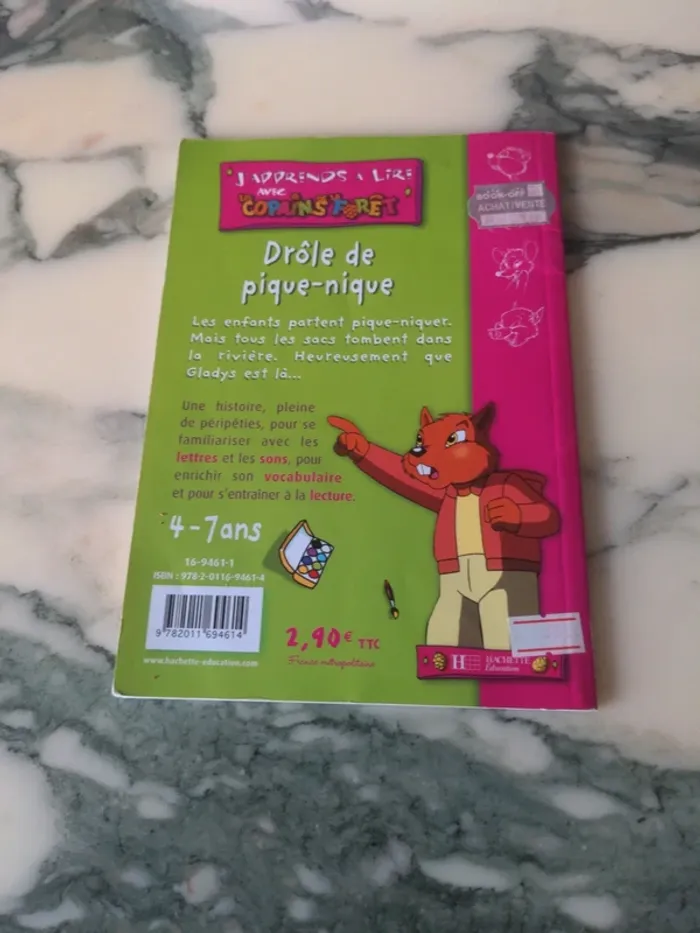 J'APPRENDS À LIRE
AVEC
LES COPAINS DE LA FORÊT
Drôle de
pique-nique
Les enfants partent pique-niquer.
Mais tous les sacs tombent dans
la rivière. Heureusement que
Gladys est là...
Une histoire, pleine
de péripéties, pour se
familiariser avec les
lettres et les sons, pour
enrichir son vocabulaire
et pour s'entraîner à la lecture.
4-7 ans
16-9461-1
ISBN : 978-2-0116-9461-4
9 782011 694614
www.hachette-education.com
2,90 € TTC
France métropolitaine
H HACHETTE
Éducation
BOOK-OFF
ACHAT/VENTE